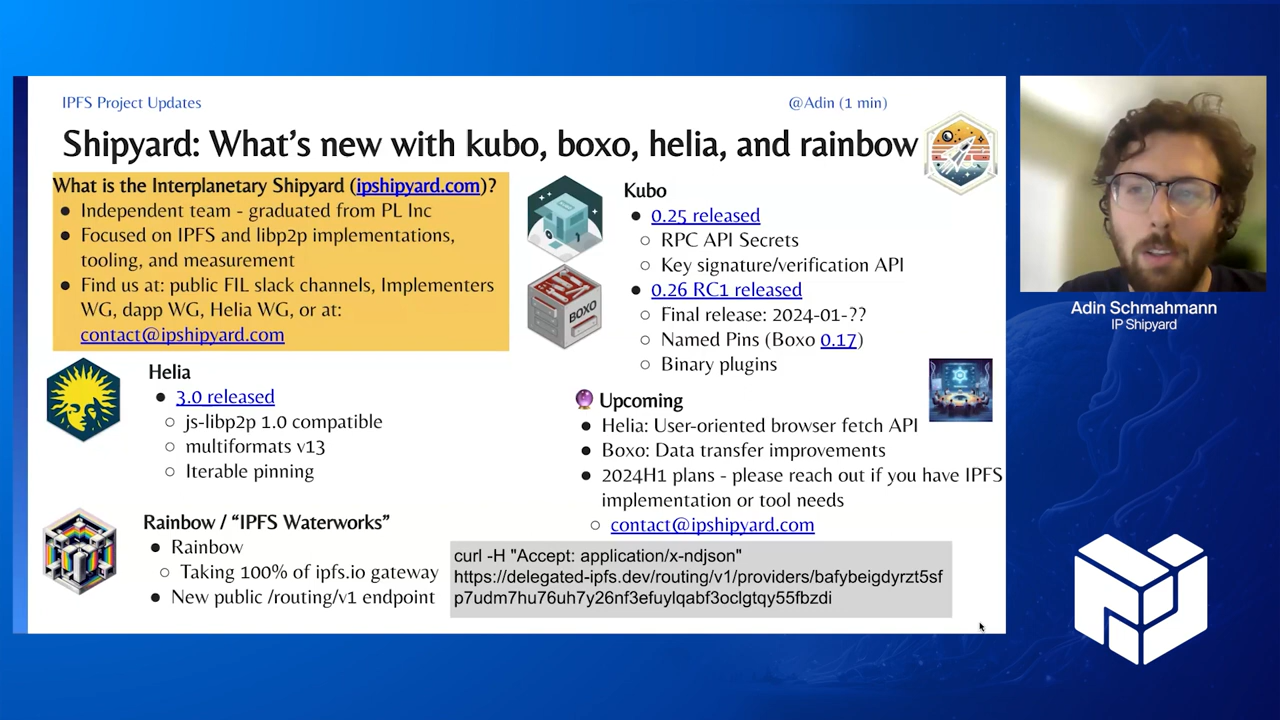 IPFS Project Updates
@Adin (1 min)
Shipyard: What's new with kubo, boxo, helia, and rainbow
What is the Interplanetary Shipyard (ipshipyard.com)?
● Independent team - graduated from PL Inc
● Focused on IPFS and libp2p implementations,
tooling, and measurement
● Find us at: public FIL slack channels, Implementers
WG, dapp WG, Helia WG, or at:
contact@ipshipyard.com
Helia
● 3.0 released
○ js-libp2p 1.0 compatible
○ multiformats v13
○ Iterable pinning
Rainbow / “IPFS Waterworks”
● Rainbow
○ Taking 100% of ipfs.io gateway
● New public /routing/v1 endpoint
BOXO
Kubo
● 0.25 released
○ RPC API Secrets
○ Key signature/verification API
● 0.26 RC1 released
○ Final release: 2024-01-??
○ Named Pins (Boxo 0.17)
○ Binary plugins
🔮 Upcoming
● Helia: User-oriented browser fetch API
● Boxo: Data transfer improvements
● 2024H1 plans - please reach out if you have IPFS
implementation or tool needs
○ contact@ipshipyard.com
curl -H "Accept: application/x-ndjson"
https://delegated-ipfs.dev/routing/v1/providers/bafybeigdyrzt5sf
p7udm7hu76uh7y26nf3efuylqabf3oclgtqy55fbzdi
Adin Schmahmann
IP Shipyard